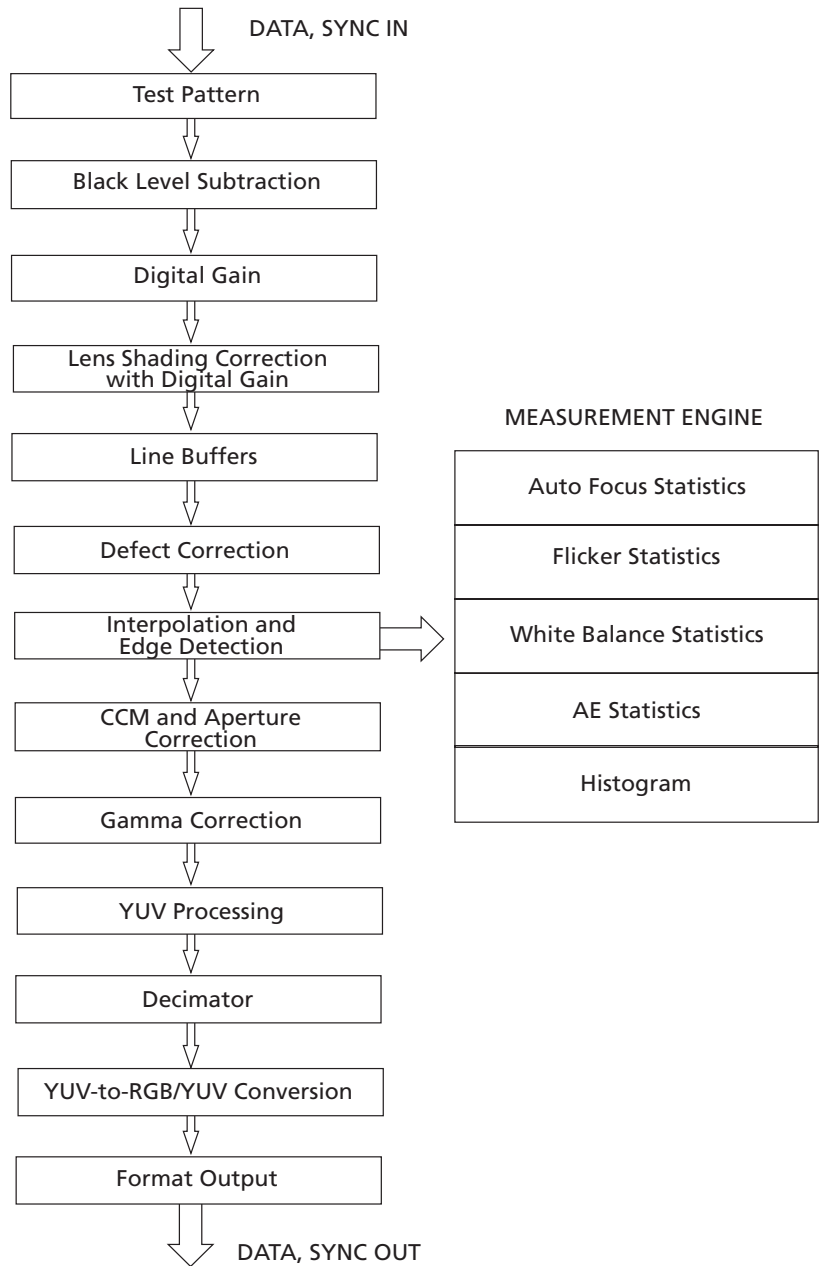 DATA, SYNC IN
Test Pattern
Black Level Subtraction
Digital Gain
Lens Shading Correction
with Digital Gain
Line Buffers
Defect Correction
Interpolation and
Edge Detection
CCM and Aperture
Correction
Gamma Correction
YUV Processing
Decimator
YUV-to-RGB/YUV Conversion
Format Output
DATA, SYNC OUT
MEASUREMENT ENGINE
Auto Focus Statistics
Flicker Statistics
White Balance Statistics
AE Statistics
Histogram